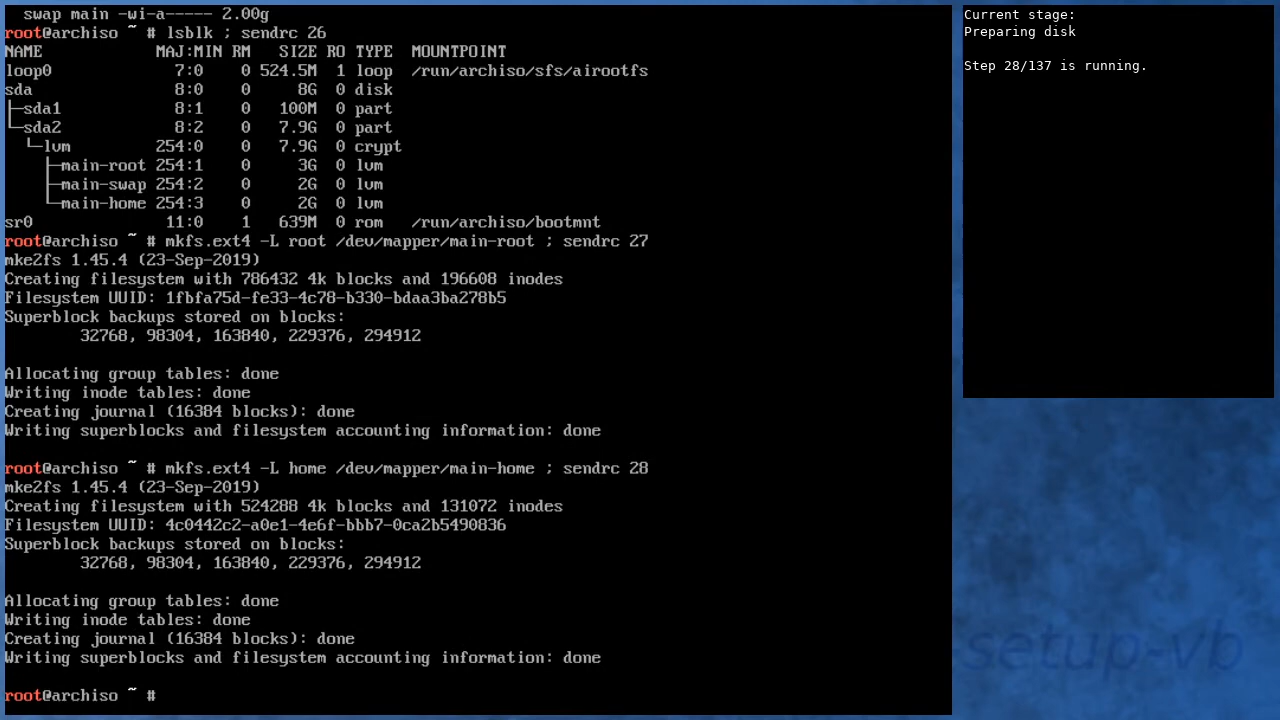 swap main -wi-a----- 2.00g
root@archiso ~ # lsblk ; sendrc 26
NAME            MAJ:MIN RM   SIZE RO TYPE  MOUNTPOINT
loop0             7:0    0 524.5M  1 loop  /run/archiso/sfs/airootfs
sda               8:0    0     8G  0 disk
├─sda1            8:1    0   100M  0 part
└─sda2            8:2    0   7.9G  0 part
  └─lvm         254:0    0   7.9G  0 crypt
    ├─main-root 254:1    0     3G  0 lvm
    ├─main-swap 254:2    0     2G  0 lvm
    └─main-home 254:3    0     2G  0 lvm
sr0              11:0    1   639M  0 rom   /run/archiso/bootmnt
root@archiso ~ # mkfs.ext4 -L root /dev/mapper/main-root ; sendrc 27
mke2fs 1.45.4 (23-Sep-2019)
Creating filesystem with 786432 4k blocks and 196608 inodes
Filesystem UUID: 1fbfa75d-fe33-4c78-b330-bdaa3ba278b5
Superblock backups stored on blocks:
        32768, 98304, 163840, 229376, 294912
Allocating group tables: done
Writing inode tables: done
Creating journal (16384 blocks): done
Writing superblocks and filesystem accounting information: done
root@archiso ~ # mkfs.ext4 -L home /dev/mapper/main-home ; sendrc 28
mke2fs 1.45.4 (23-Sep-2019)
Creating filesystem with 524288 4k blocks and 131072 inodes
Filesystem UUID: 4c0442c2-a0e1-4e6f-bbb7-0ca2b5490836
Superblock backups stored on blocks:
        32768, 98304, 163840, 229376, 294912
Allocating group tables: done
Writing inode tables: done
Creating journal (16384 blocks): done
Writing superblocks and filesystem accounting information: done
root@archiso ~ #
Current stage:
Preparing disk
Step 28/137 is running.
setup-vb